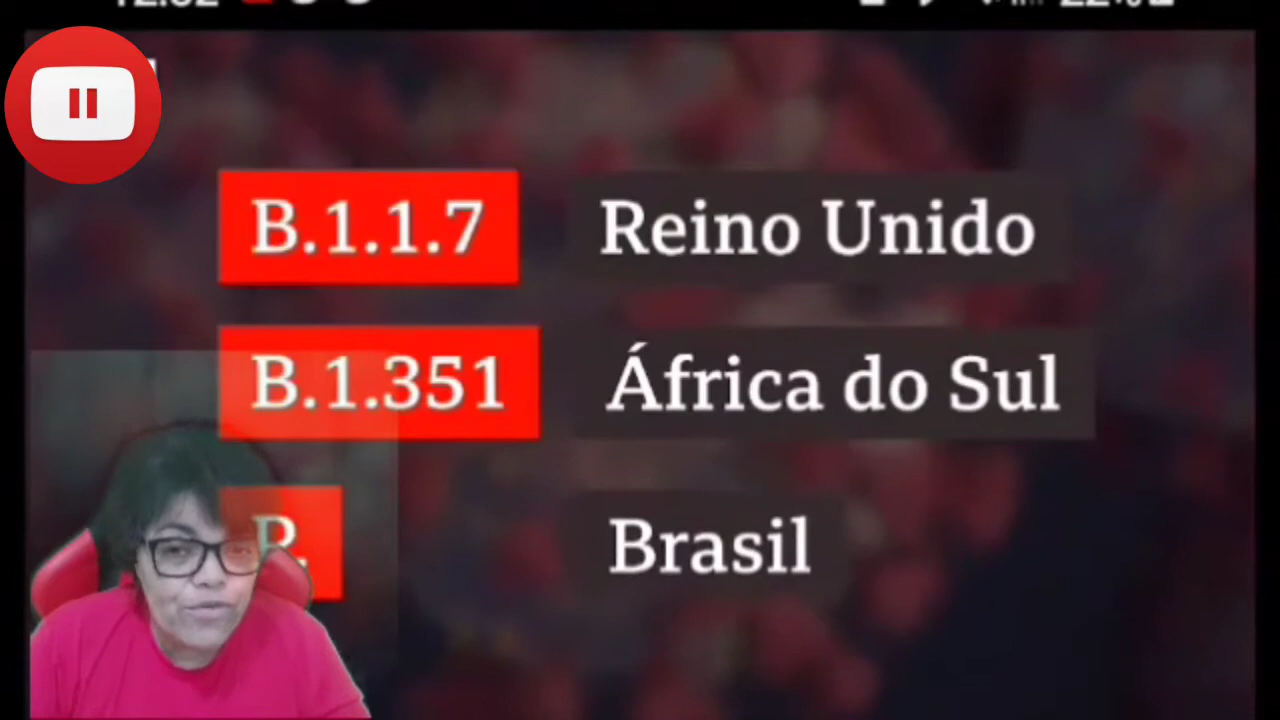 B.1.1.7 Reino Unido
B.1.351 África do Sul
P. Brasil